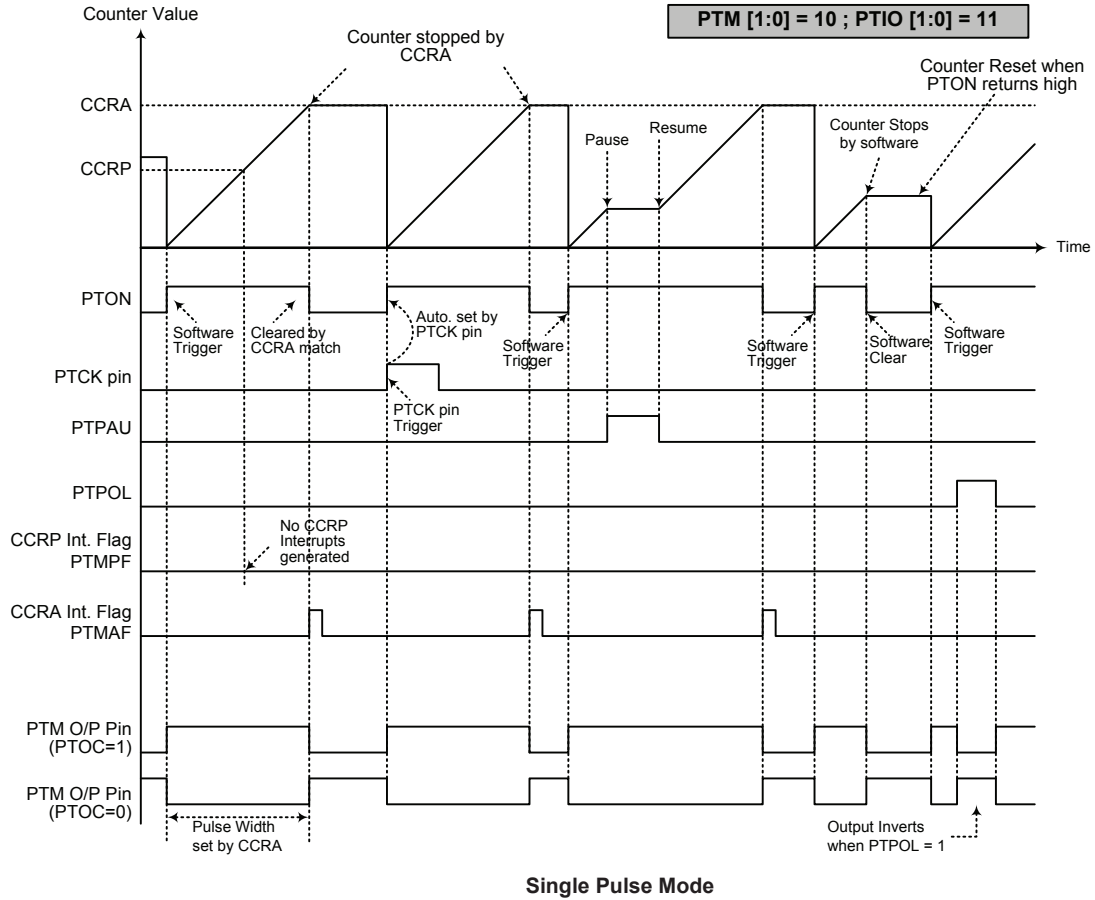 Counter Value
PTM [1:0] = 10 ; PTIO [1:0] = 11
Counter stopped by
CCRA
Counter Reset when
PTON returns high
CCRA
Pause
Resume
Counter Stops
by software
CCRP
Time
PTON
Software
Trigger
Cleared by
CCRA match
Auto. set by
PTCK pin
Software
Trigger
Software
Trigger
Software
Clear
Software
Trigger
PTCK pin
PTCK pin
Trigger
PTPAU
PTPOL
No CCRP
Interrupts
generated
CCRP Int. Flag
PTMPF
CCRA Int. Flag
PTMAF
PTM O/P Pin
(PTOC=1)
PTM O/P Pin
(PTOC=0)
Pulse Width
set by CCRA
Output Inverts
when PTPOL = 1
Single Pulse Mode